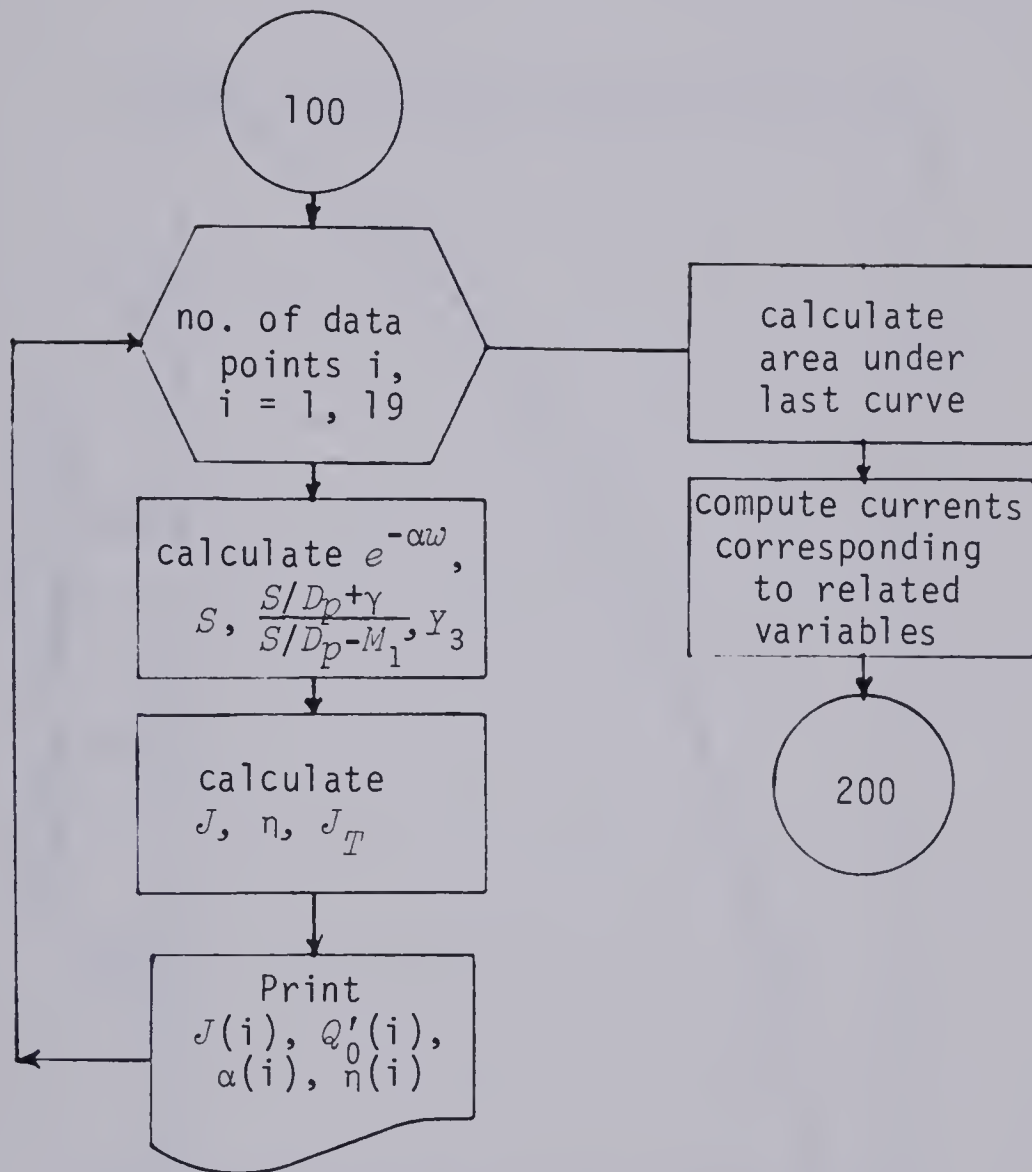 100
no. of data
points i,
i = 1, 19
calculate e^{-αw},
S, \frac{S/D_p+γ}{S/D_p-M_1}, Y_3
calculate
J, η, J_T
Print
J(i), Q'_0(i),
α(i), η(i)
calculate
area under
last curve
compute currents
corresponding
to related
variables
200